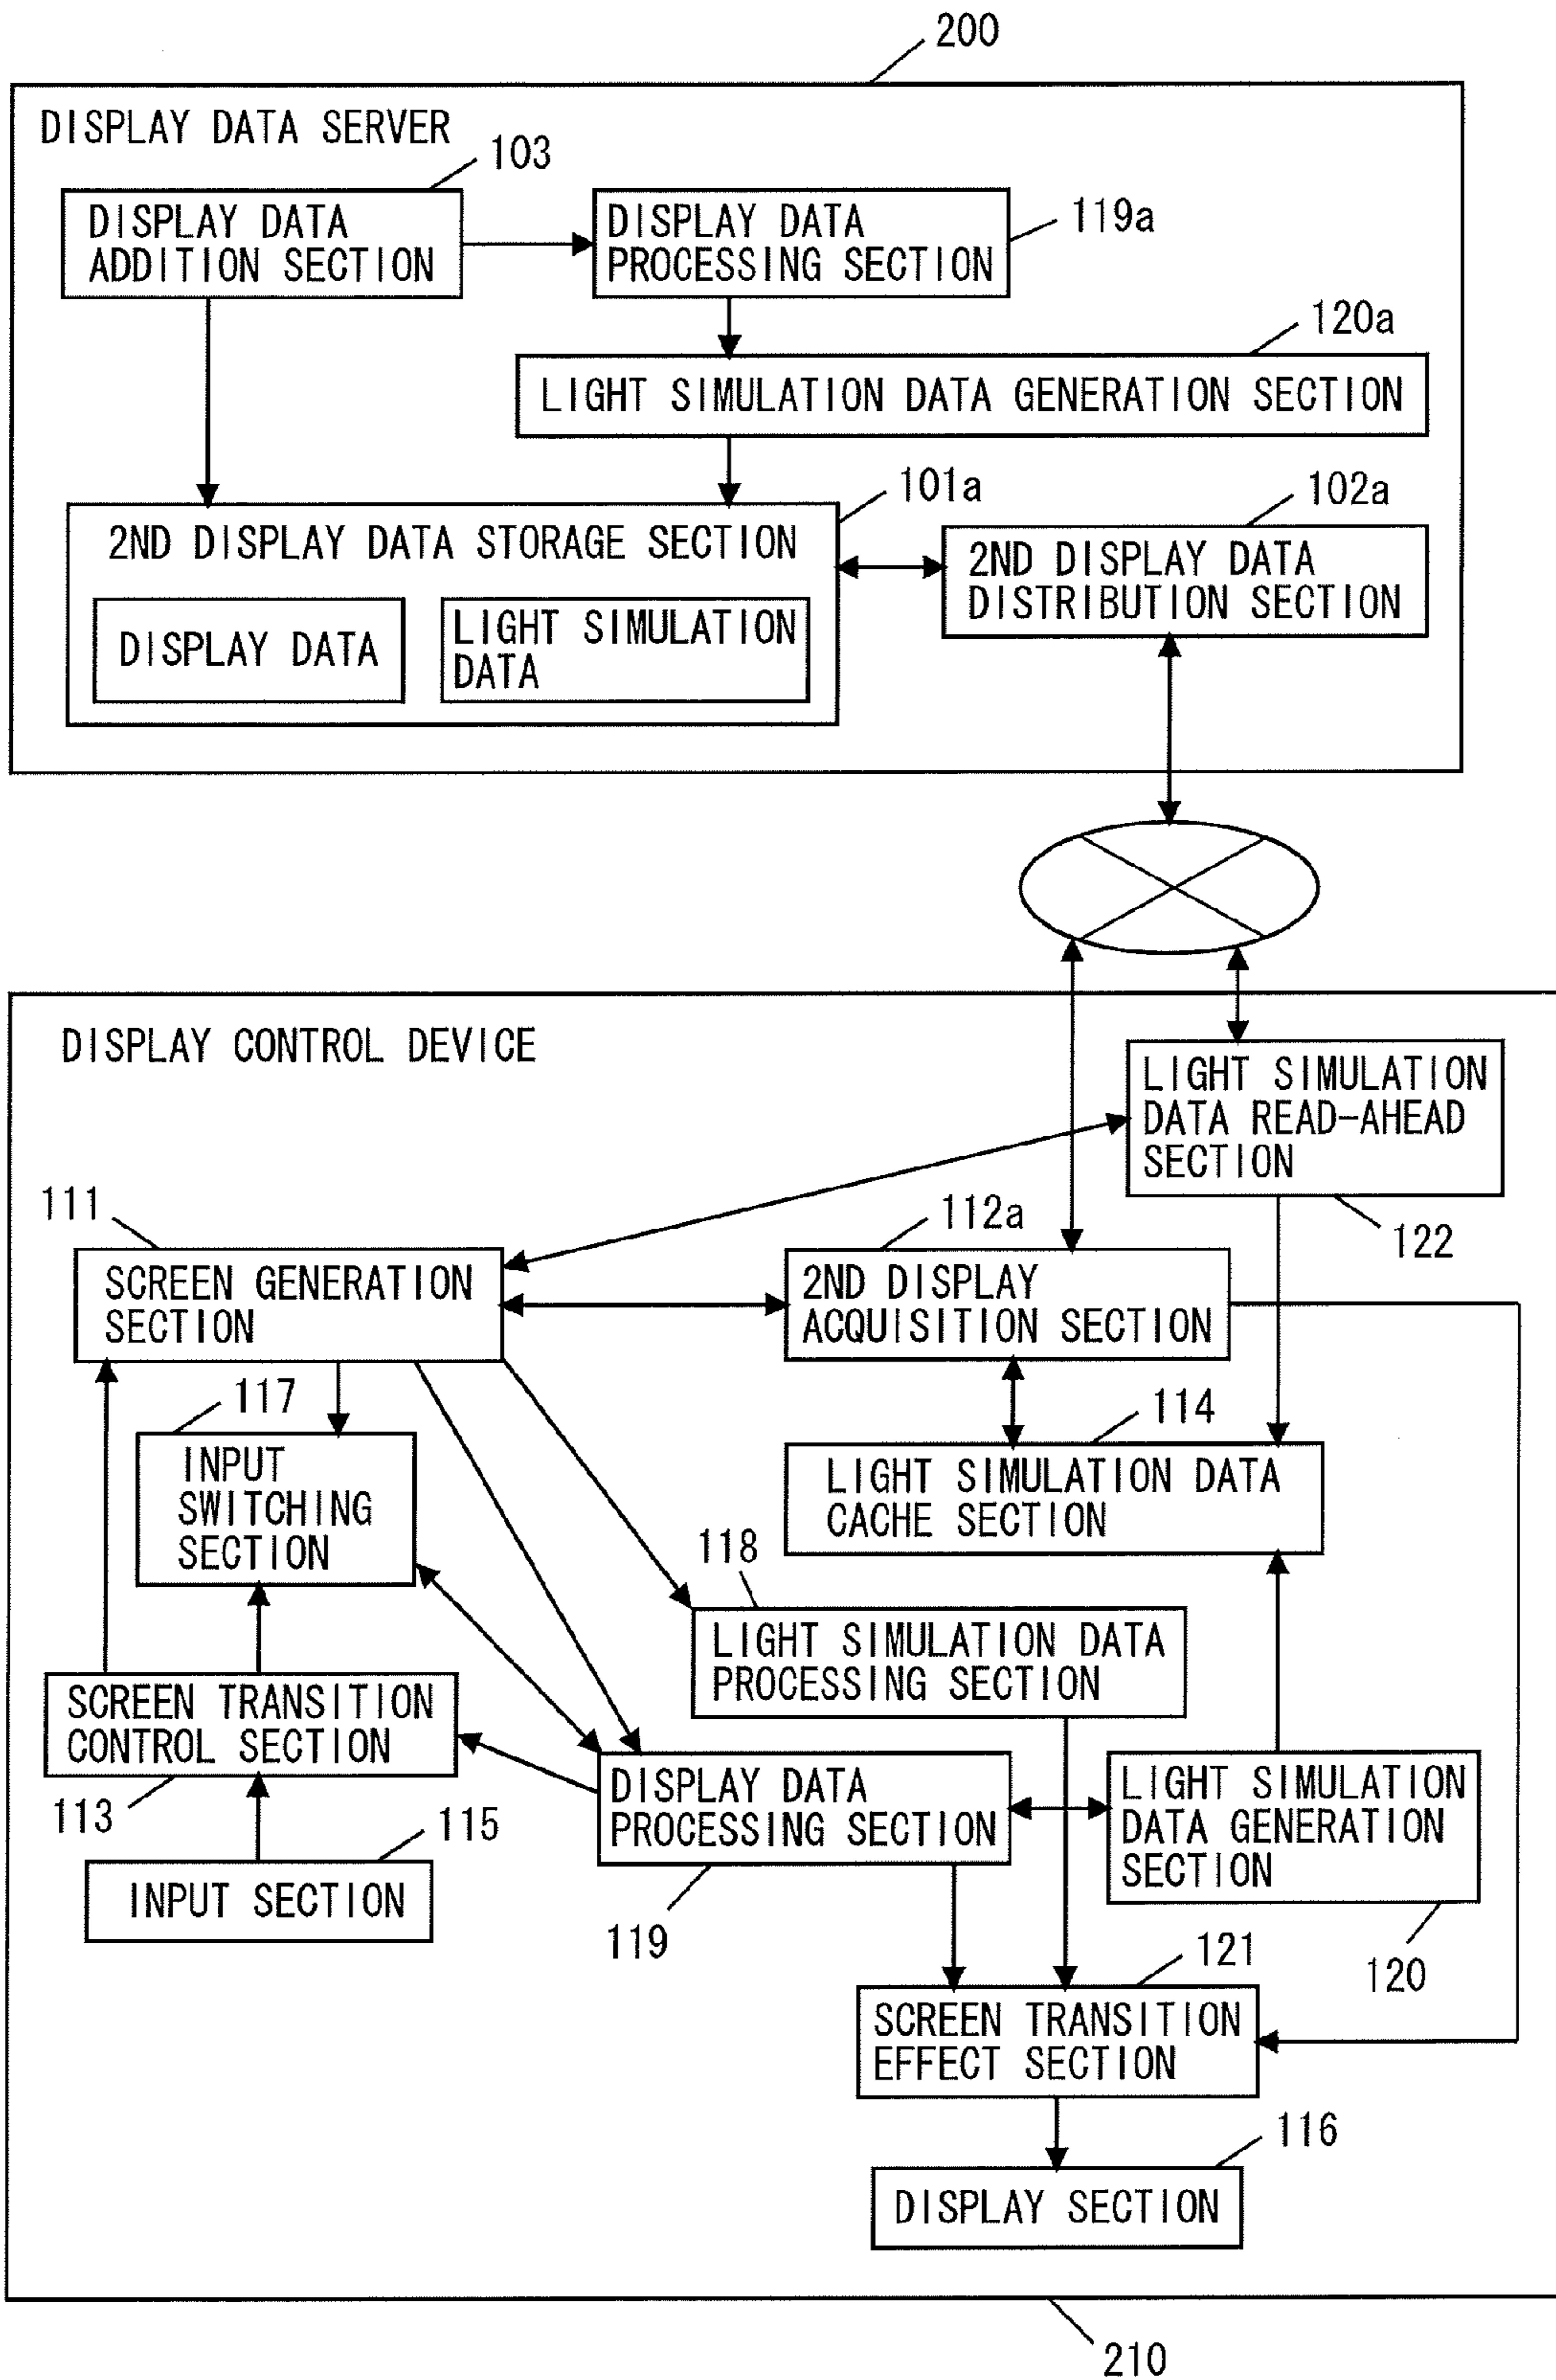 200
DISPLAY DATA SERVER
103
DISPLAY DATA
ADDITION SECTION
DISPLAY DATA
PROCESSING SECTION
119a
120a
LIGHT SIMULATION DATA GENERATION SECTION
101a
102a
2ND DISPLAY DATA STORAGE SECTION
DISPLAY DATA
LIGHT SIMULATION
DATA
2ND DISPLAY DATA
DISTRIBUTION SECTION
DISPLAY CONTROL DEVICE
LIGHT SIMULATION
DATA READ-AHEAD
SECTION
122
111
SCREEN GENERATION
SECTION
112a
2ND DISPLAY
ACQUISITION SECTION
117
INPUT
SWITCHING
SECTION
114
LIGHT SIMULATION DATA
CACHE SECTION
118
LIGHT SIMULATION DATA
PROCESSING SECTION
SCREEN TRANSITION
CONTROL SECTION
113
115
INPUT SECTION
DISPLAY DATA
PROCESSING SECTION
119
LIGHT SIMULATION
DATA GENERATION
SECTION
120
121
SCREEN TRANSITION
EFFECT SECTION
116
DISPLAY SECTION
210